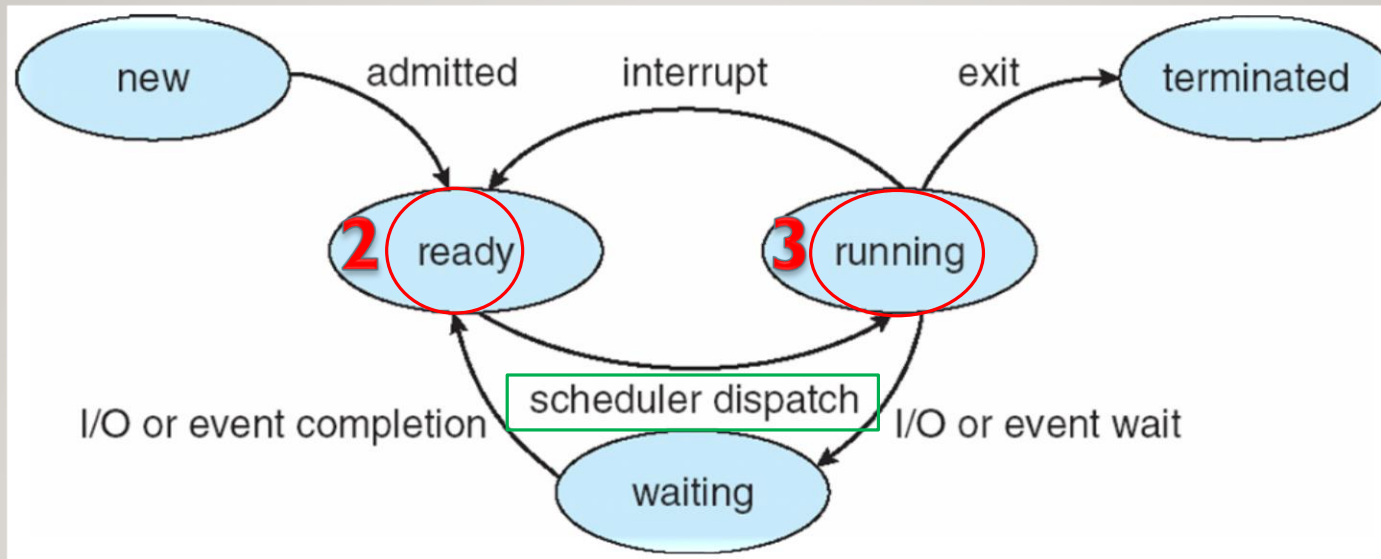 new
admitted
interrupt
exit
terminated
2 ready
3 running
scheduler dispatch
I/O or event completion
I/O or event wait
waiting